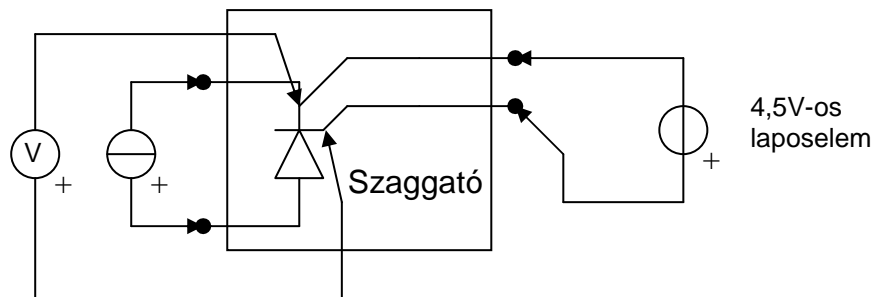 V
+
+
Szaggató
+
4,5V-os
laposelem